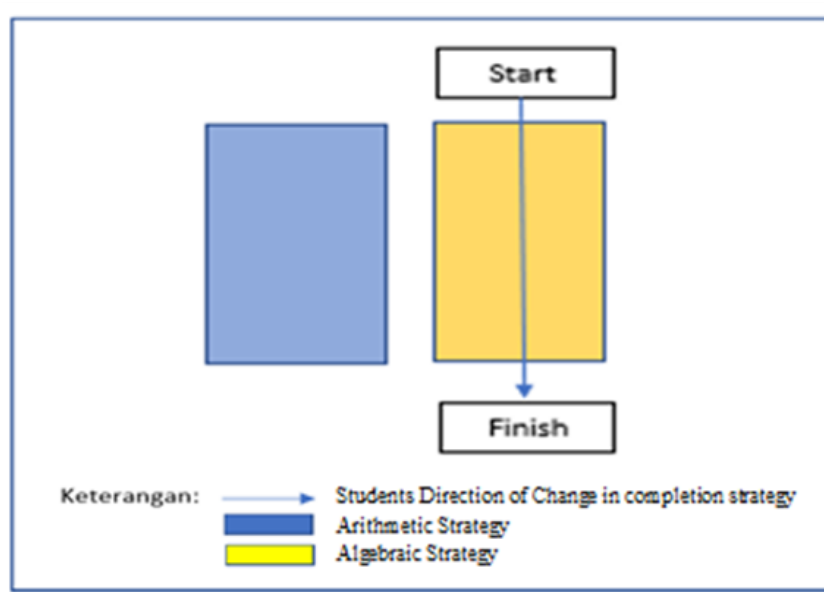 Start
Finish
Keterangan:
Students Direction of Change in completion strategy
Arithmetic Strategy
Algebraic Strategy